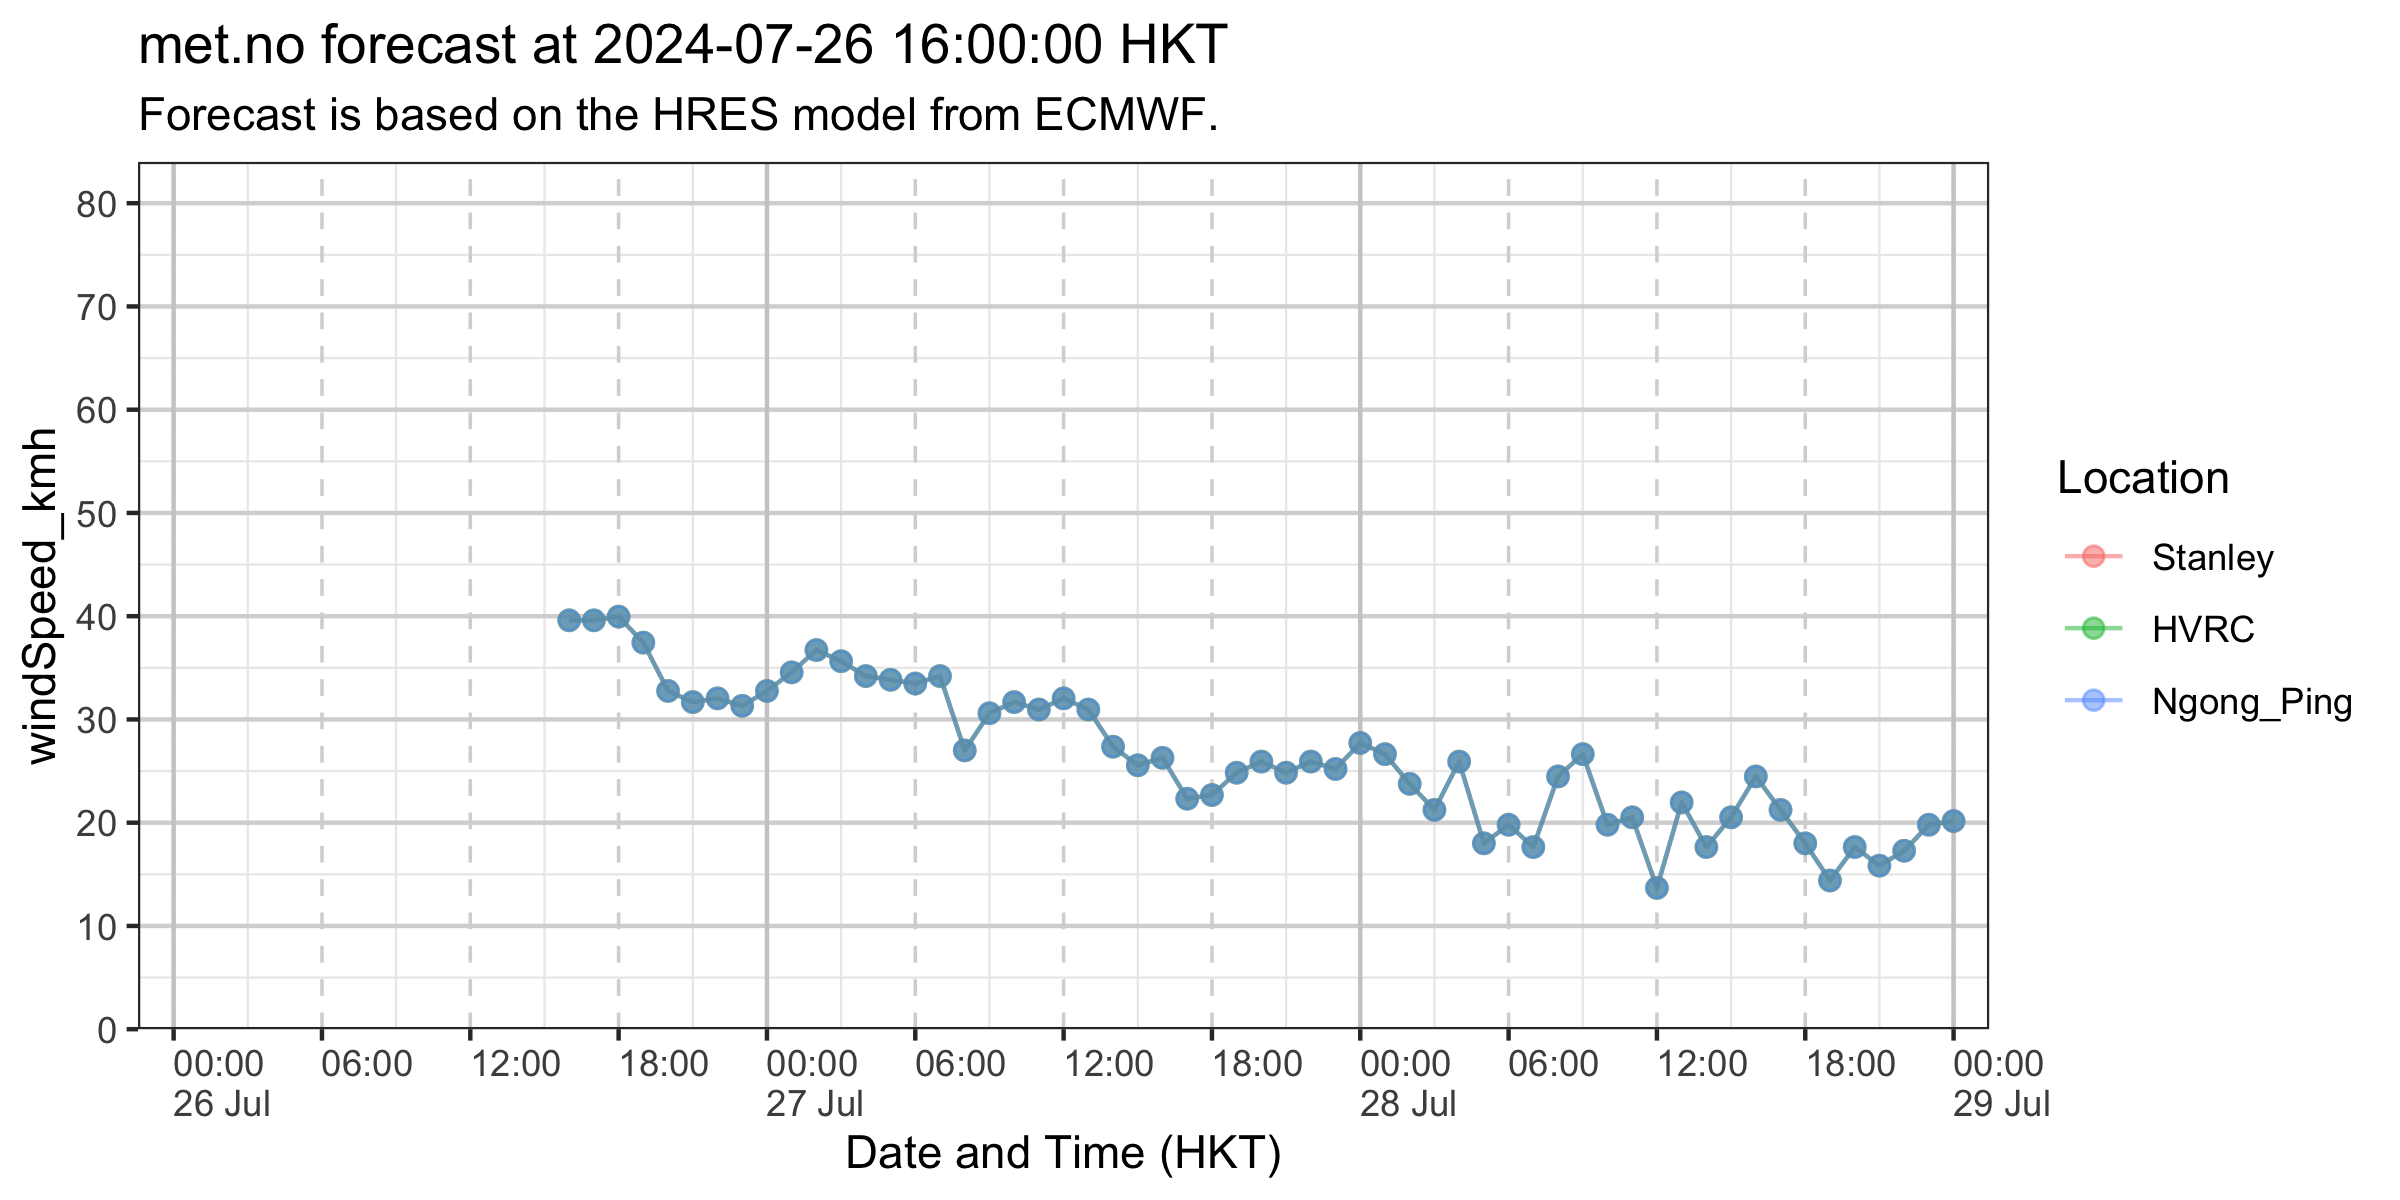 met.no forecast at 2024-07-26 16:00:00 HKT
Forecast is based on the HRES model from ECMWF.
windSpeed_kmh
80
70
60
50
40
30
20
10
0
00:00 06:00 12:00 18:00 00:00 06:00 12:00 18:00 00:00 06:00 12:00 18:00 00:00
26 Jul 27 Jul 28 Jul 29 Jul
Date and Time (HKT)
Location
Stanley
HVRC
Ngong_Ping